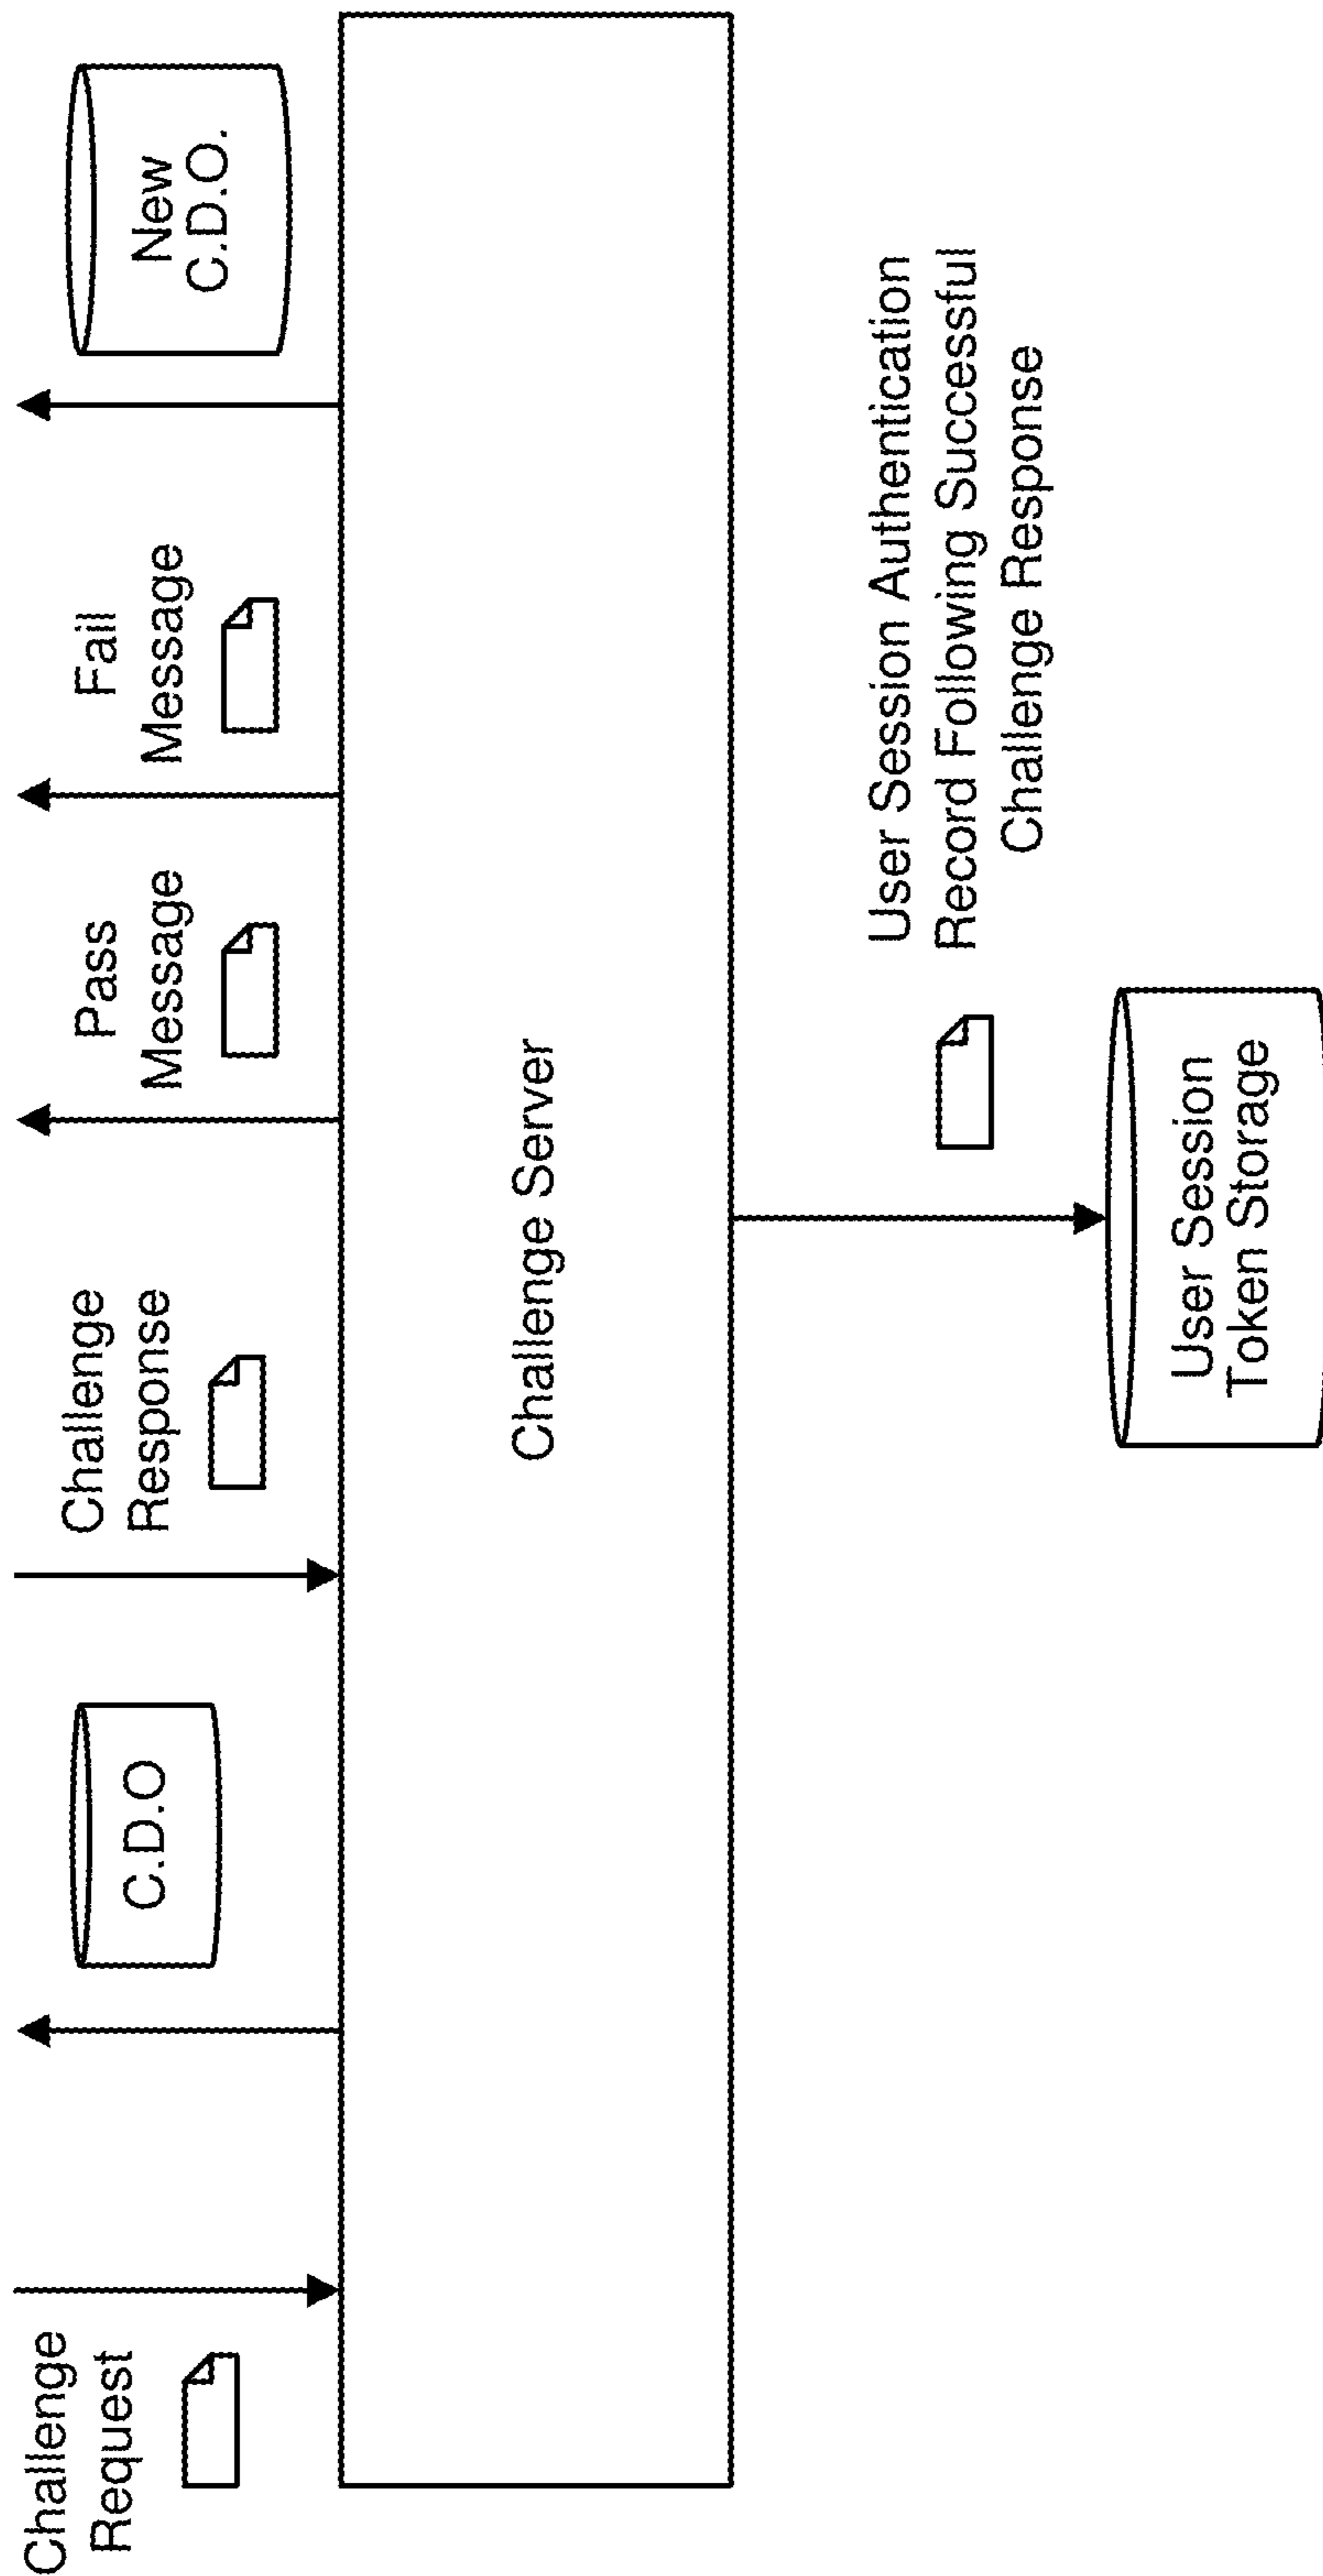 Challenge
Request
C.D.O
Challenge
Response
Pass
Message
Fail
Message
New
C.D.O.
Challenge Server
User Session Authentication
Record Following Successful
Challenge Response
User Session
Token Storage